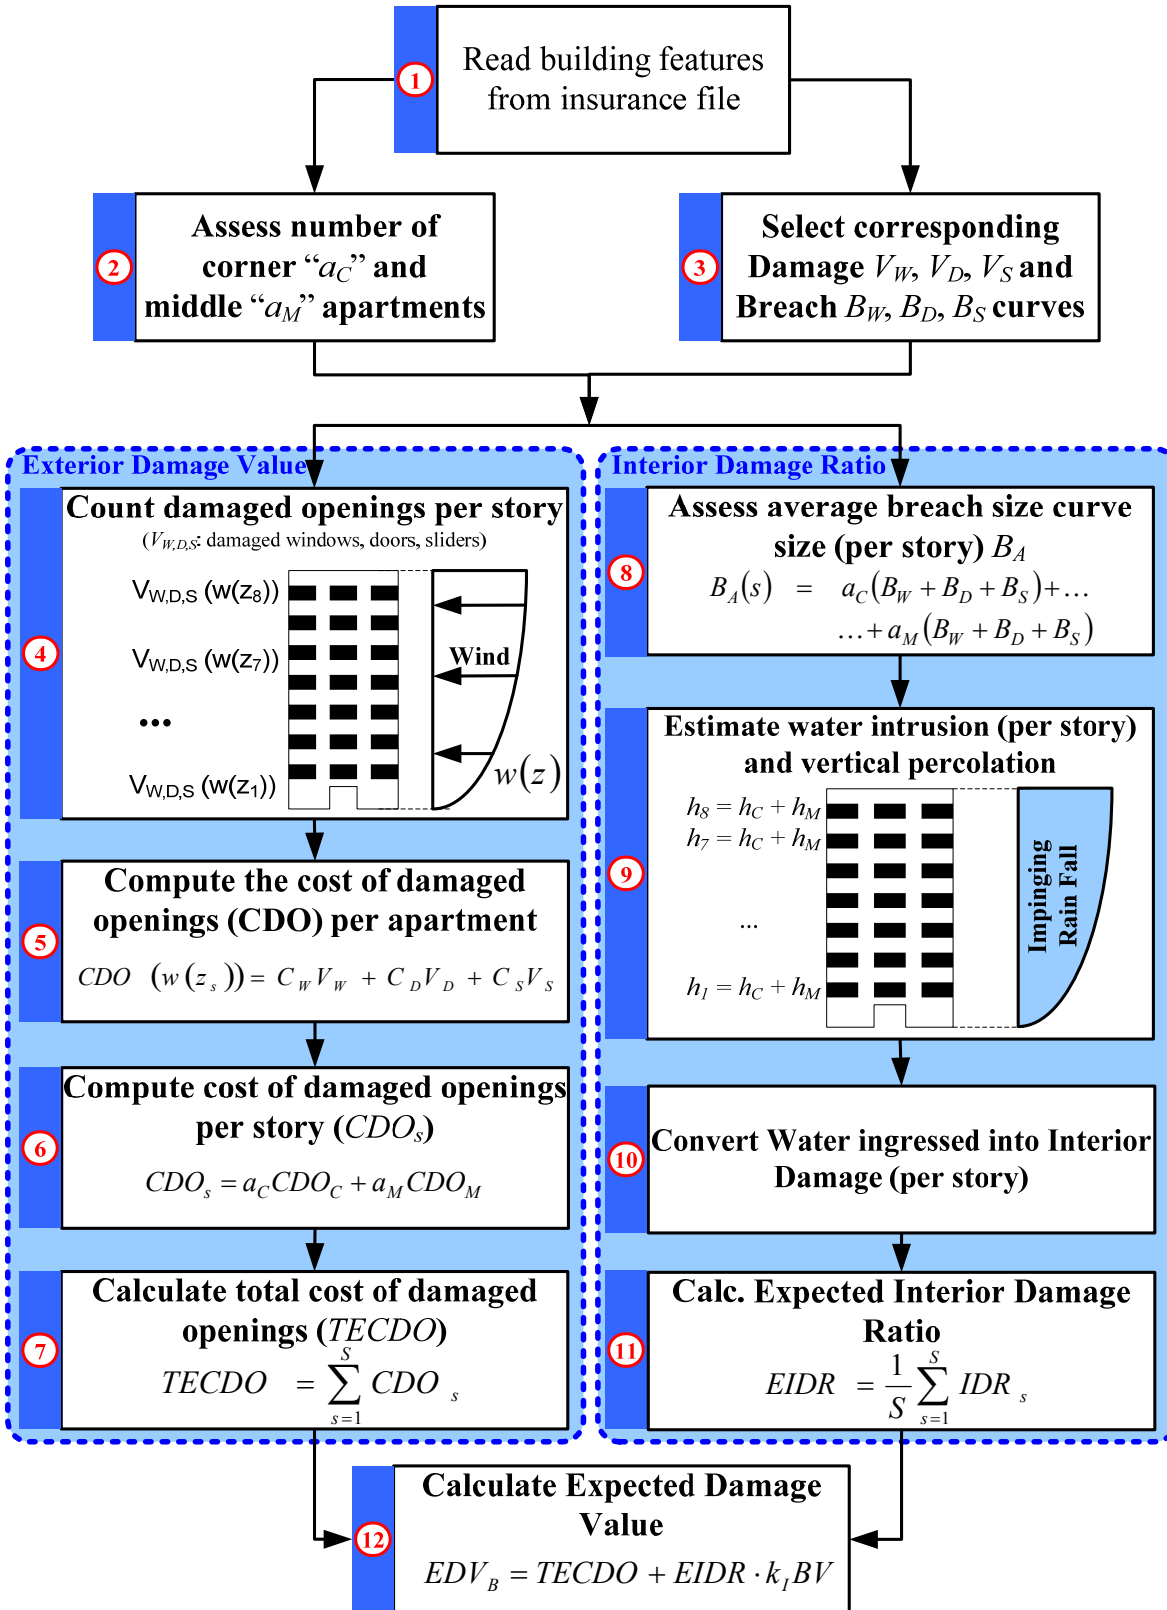 1
Read building features
from insurance file
2
Assess number of
corner “a_C” and
middle “a_M” apartments
3
Select corresponding
Damage V_W, V_D, V_S and
Breach B_W, B_D, B_S curves
Exterior Damage Value
4
Count damaged openings per story
(V_W,D,S: damaged windows, doors, sliders)
V_W,D,S (w(z_8))
V_W,D,S (w(z_7))
...
V_W,D,S (w(z_1))
Wind
w(z)
5
Compute the cost of damaged
openings (CDO) per apartment
CDO (w(z_s)) = C_W V_W + C_D V_D + C_S V_S
6
Compute cost of damaged openings
per story (CDO_s)
CDO_s = a_C CDO_C + a_M CDO_M
7
Calculate total cost of damaged
openings (TECDO)
TECDO = ∑_{s=1}^{S} CDO_s
Interior Damage Ratio
8
Assess average breach size curve
size (per story) B_A
B_A(s) = a_C(B_W + B_D + B_S)+…
…+ a_M(B_W + B_D + B_S)
9
Estimate water intrusion (per story)
and vertical percolation
h_8 = h_C + h_M
h_7 = h_C + h_M
...
h_1 = h_C + h_M
Impinging
Rain Fall
10
Convert Water ingressed into Interior
Damage (per story)
11
Calc. Expected Interior Damage
Ratio
EIDR = 1/S ∑_{s=1}^{S} IDR_s
12
Calculate Expected Damage
Value
EDV_B = TECDO + EIDR · k_I BV